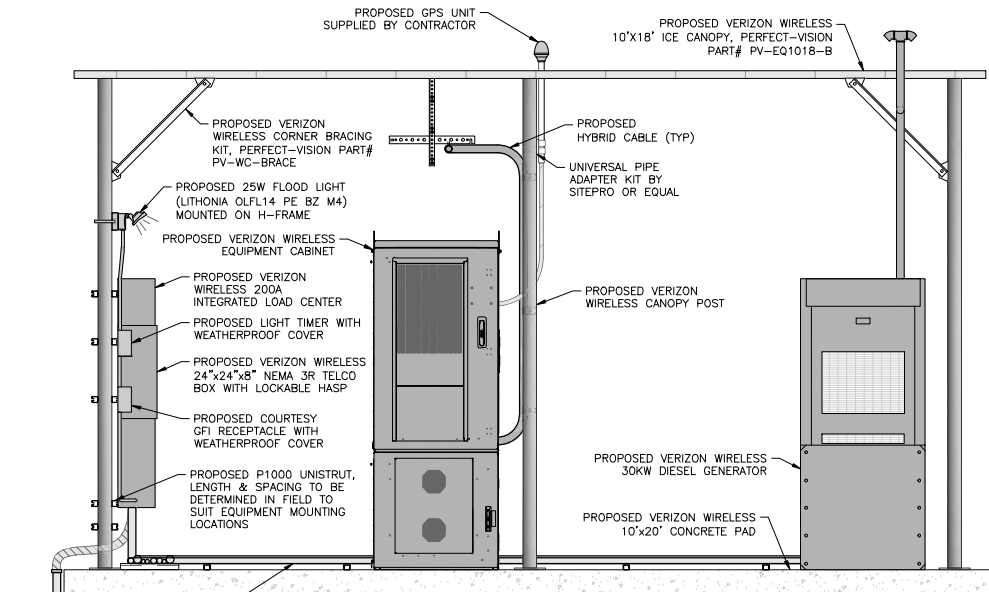 PROPOSED GPS UNIT
SUPPLIED BY CONTRACTOR
PROPOSED VERIZON WIRELESS
10'X18' ICE CANOPY, PERFECT-VISION
PART# PV-EQ1018-B
PROPOSED VERIZON
WIRELESS CORNER BRACING
KIT, PERFECT-VISION PART#
PV-WC-BRACE
PROPOSED
HYBRID CABLE (TYP)
UNIVERSAL PIPE
ADAPTER KIT BY
SITEPRO OR EQUAL
PROPOSED 25W FLOOD LIGHT
(LITHONIA OLFL14 PE BZ M4)
MOUNTED ON H-FRAME
PROPOSED VERIZON WIRELESS
EQUIPMENT CABINET
PROPOSED VERIZON
WIRELESS 200A
INTEGRATED LOAD CENTER
PROPOSED VERIZON
WIRELESS CANOPY POST
PROPOSED LIGHT TIMER WITH
WEATHERPROOF COVER
PROPOSED VERIZON WIRELESS
24"x24"x8" NEMA 3R TELCO
BOX WITH LOCKABLE HASP
PROPOSED COURTESY
GFI RECEPTACLE WITH
WEATHERPROOF COVER
PROPOSED VERIZON WIRELESS
30KW DIESEL GENERATOR
PROPOSED P1000 UNISTRUT,
LENGTH & SPACING TO BE
DETERMINED IN FIELD TO
SUIT EQUIPMENT MOUNTING
LOCATIONS
PROPOSED VERIZON WIRELESS
10'x20' CONCRETE PAD